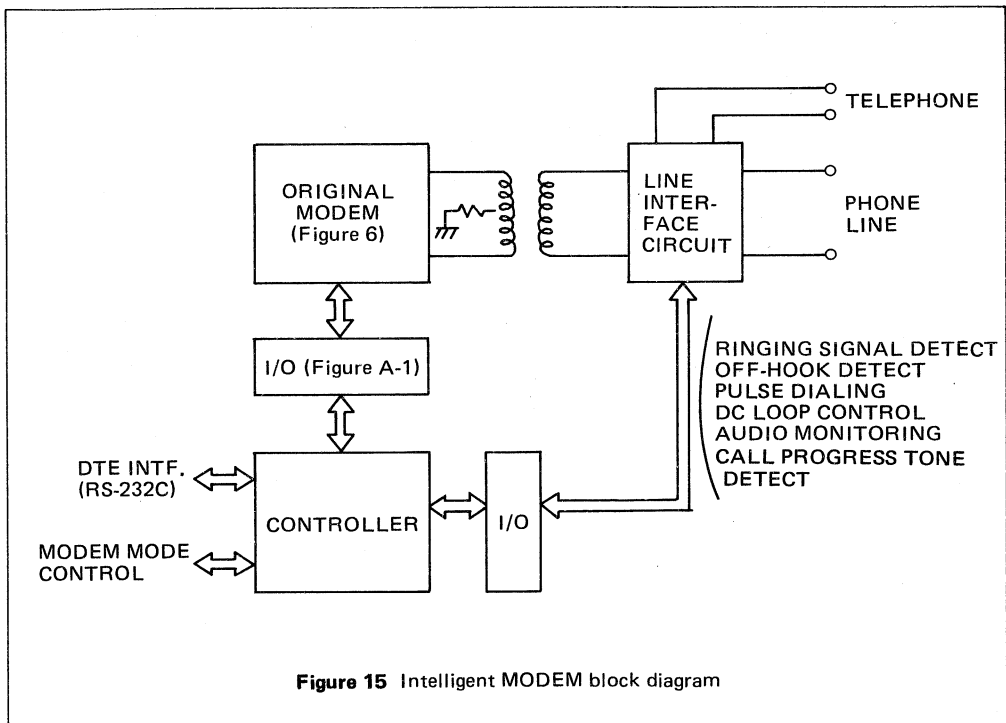 TELEPHONE
ORIGINAL
MODEM
(Figure 6)
LINE
INTER-
FACE
CIRCUIT
PHONE
LINE
I/O (Figure A-1)
RINGING SIGNAL DETECT
OFF-HOOK DETECT
PULSE DIALING
DC LOOP CONTROL
AUDIO MONITORING
CALL PROGRESS TONE
DETECT
DTE INTF.
(RS-232C)
CONTROLLER
I/O
MODEM MODE
CONTROL
Figure 15 Intelligent MODEM block diagram